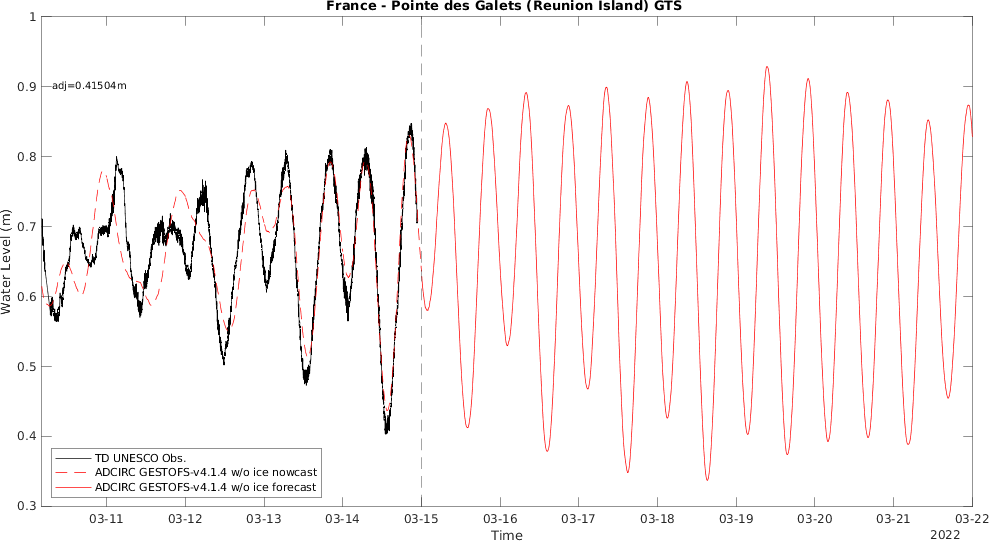 France - Pointe des Galets (Reunion Island) GTS
1
0.9
0.8
0.7
0.6
0.5
0.4
0.3
Water Level (m)
adj=0.41504m
TD UNESCO Obs.
ADCIRC GESTOFS-v4.1.4 w/o ice nowcast
ADCIRC GESTOFS-v4.1.4 w/o ice forecast
03-11 03-12 03-13 03-14 03-15 03-16 03-17 03-18 03-19 03-20 03-21 03-22
Time
2022